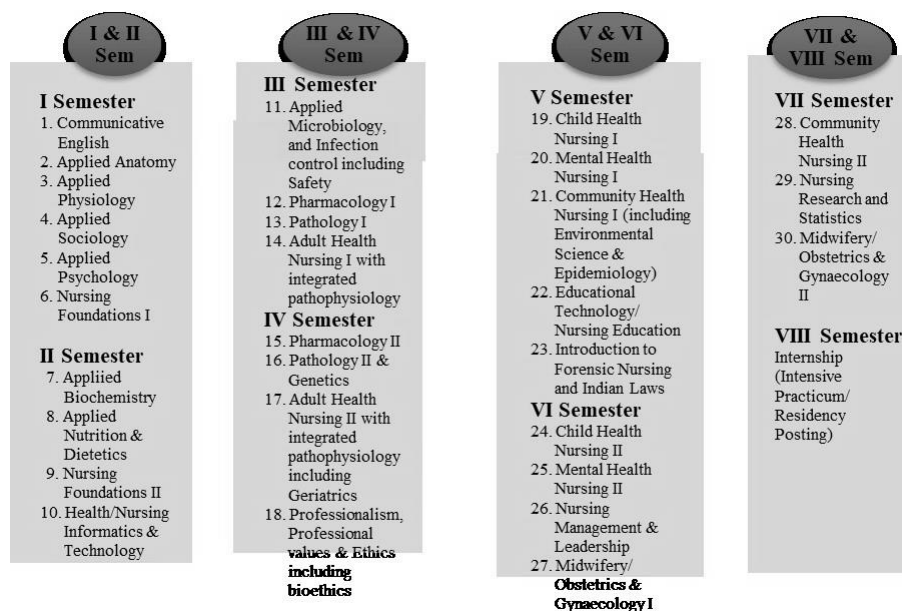 I & II
Sem
I Semester
1. Communicative
English
2. Applied Anatomy
3. Applied
Physiology
4. Applied
Sociology
5. Applied
Psychology
6. Nursing
Foundations I
II Semester
7. Appliied
Biochemistry
8. Applied
Nutrition &
Dietetics
9. Nursing
Foundations II
10. Health/Nursing
Informatics &
Technology
III & IV
Sem
III Semester
11. Applied
Microbiology,
and Infection
control including
Safety
12. Pharmacology I
13. Pathology I
14. Adult Health
Nursing I with
integrated
pathophysiology
IV Semester
15. Pharmacology II
16. Pathology II &
Genetics
17. Adult Health
Nursing II with
integrated
pathophysiology
including
Geriatrics
18. Professionalism,
Professional
values & Ethics
including
bioethics
V & VI
Sem
V Semester
19. Child Health
Nursing I
20. Mental Health
Nursing I
21. Community Health
Nursing I (including
Environmental
Science &
Epidemiology)
22. Educational
Technology/
Nursing Education
23. Introduction to
Forensic Nursing
and Indian Laws
VI Semester
24. Child Health
Nursing II
25. Mental Health
Nursing II
26. Nursing
Management &
Leadership
27. Midwifery/
Obstetrics &
Gynaecology I
VII &
VIII Sem
VII Semester
28. Community
Health
Nursing II
29. Nursing
Research and
Statistics
30. Midwifery/
Obstetrics &
Gynaecology
II
VIII Semester
Internship
(Intensive
Practicum/
Residency
Posting)